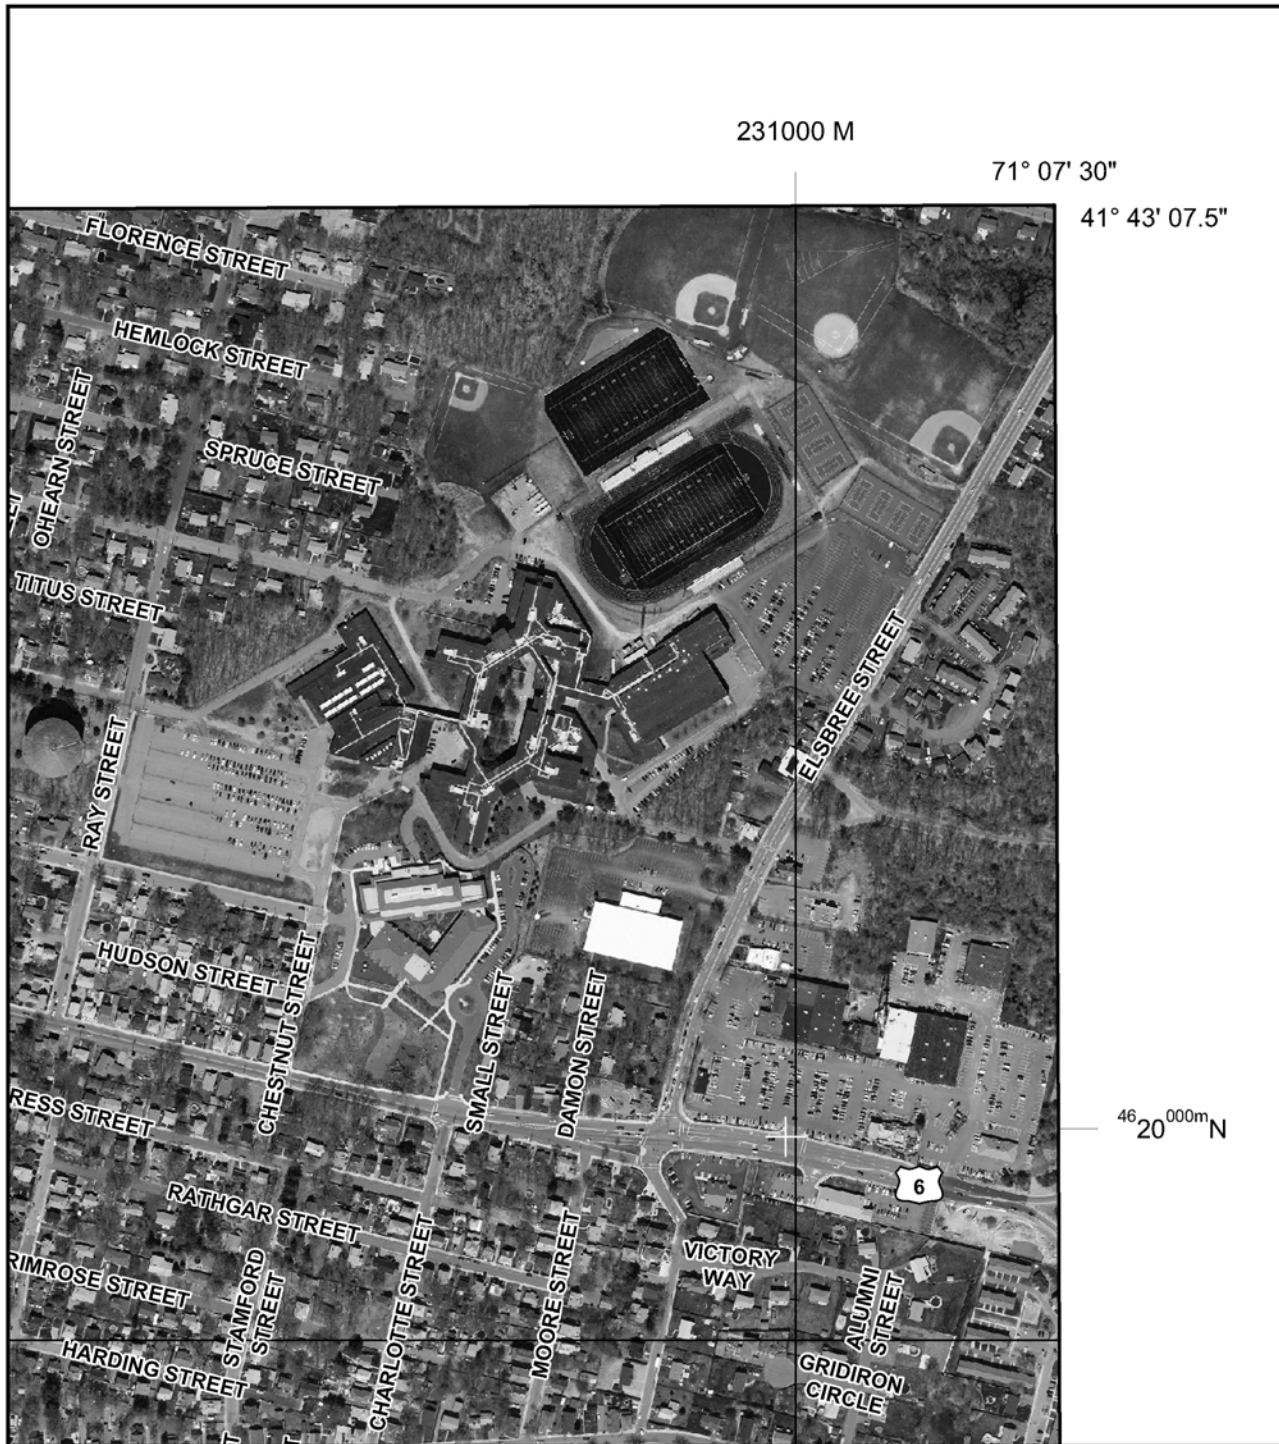 231000 M
71° 07' 30"
41° 43' 07.5"
FLORENCE STREET
HEMLOCK STREET
OHEARN STREET
SPRUCE STREET
TITUS STREET
ELSBREE STREET
RAY STREET
HUDSON STREET
CHESTNUT STREET
SMALL STREET
DAMON STREET
RESS STREET
4620000mN
6
RATHGAR STREET
VICTORY
WAY
RIMROSE STREET
STAMFORD
STREET
CHARLOTTE STREET
MOORE STREET
ALUMNI
STREET
HARDING STREET
GRIDIRON
CIRCLE